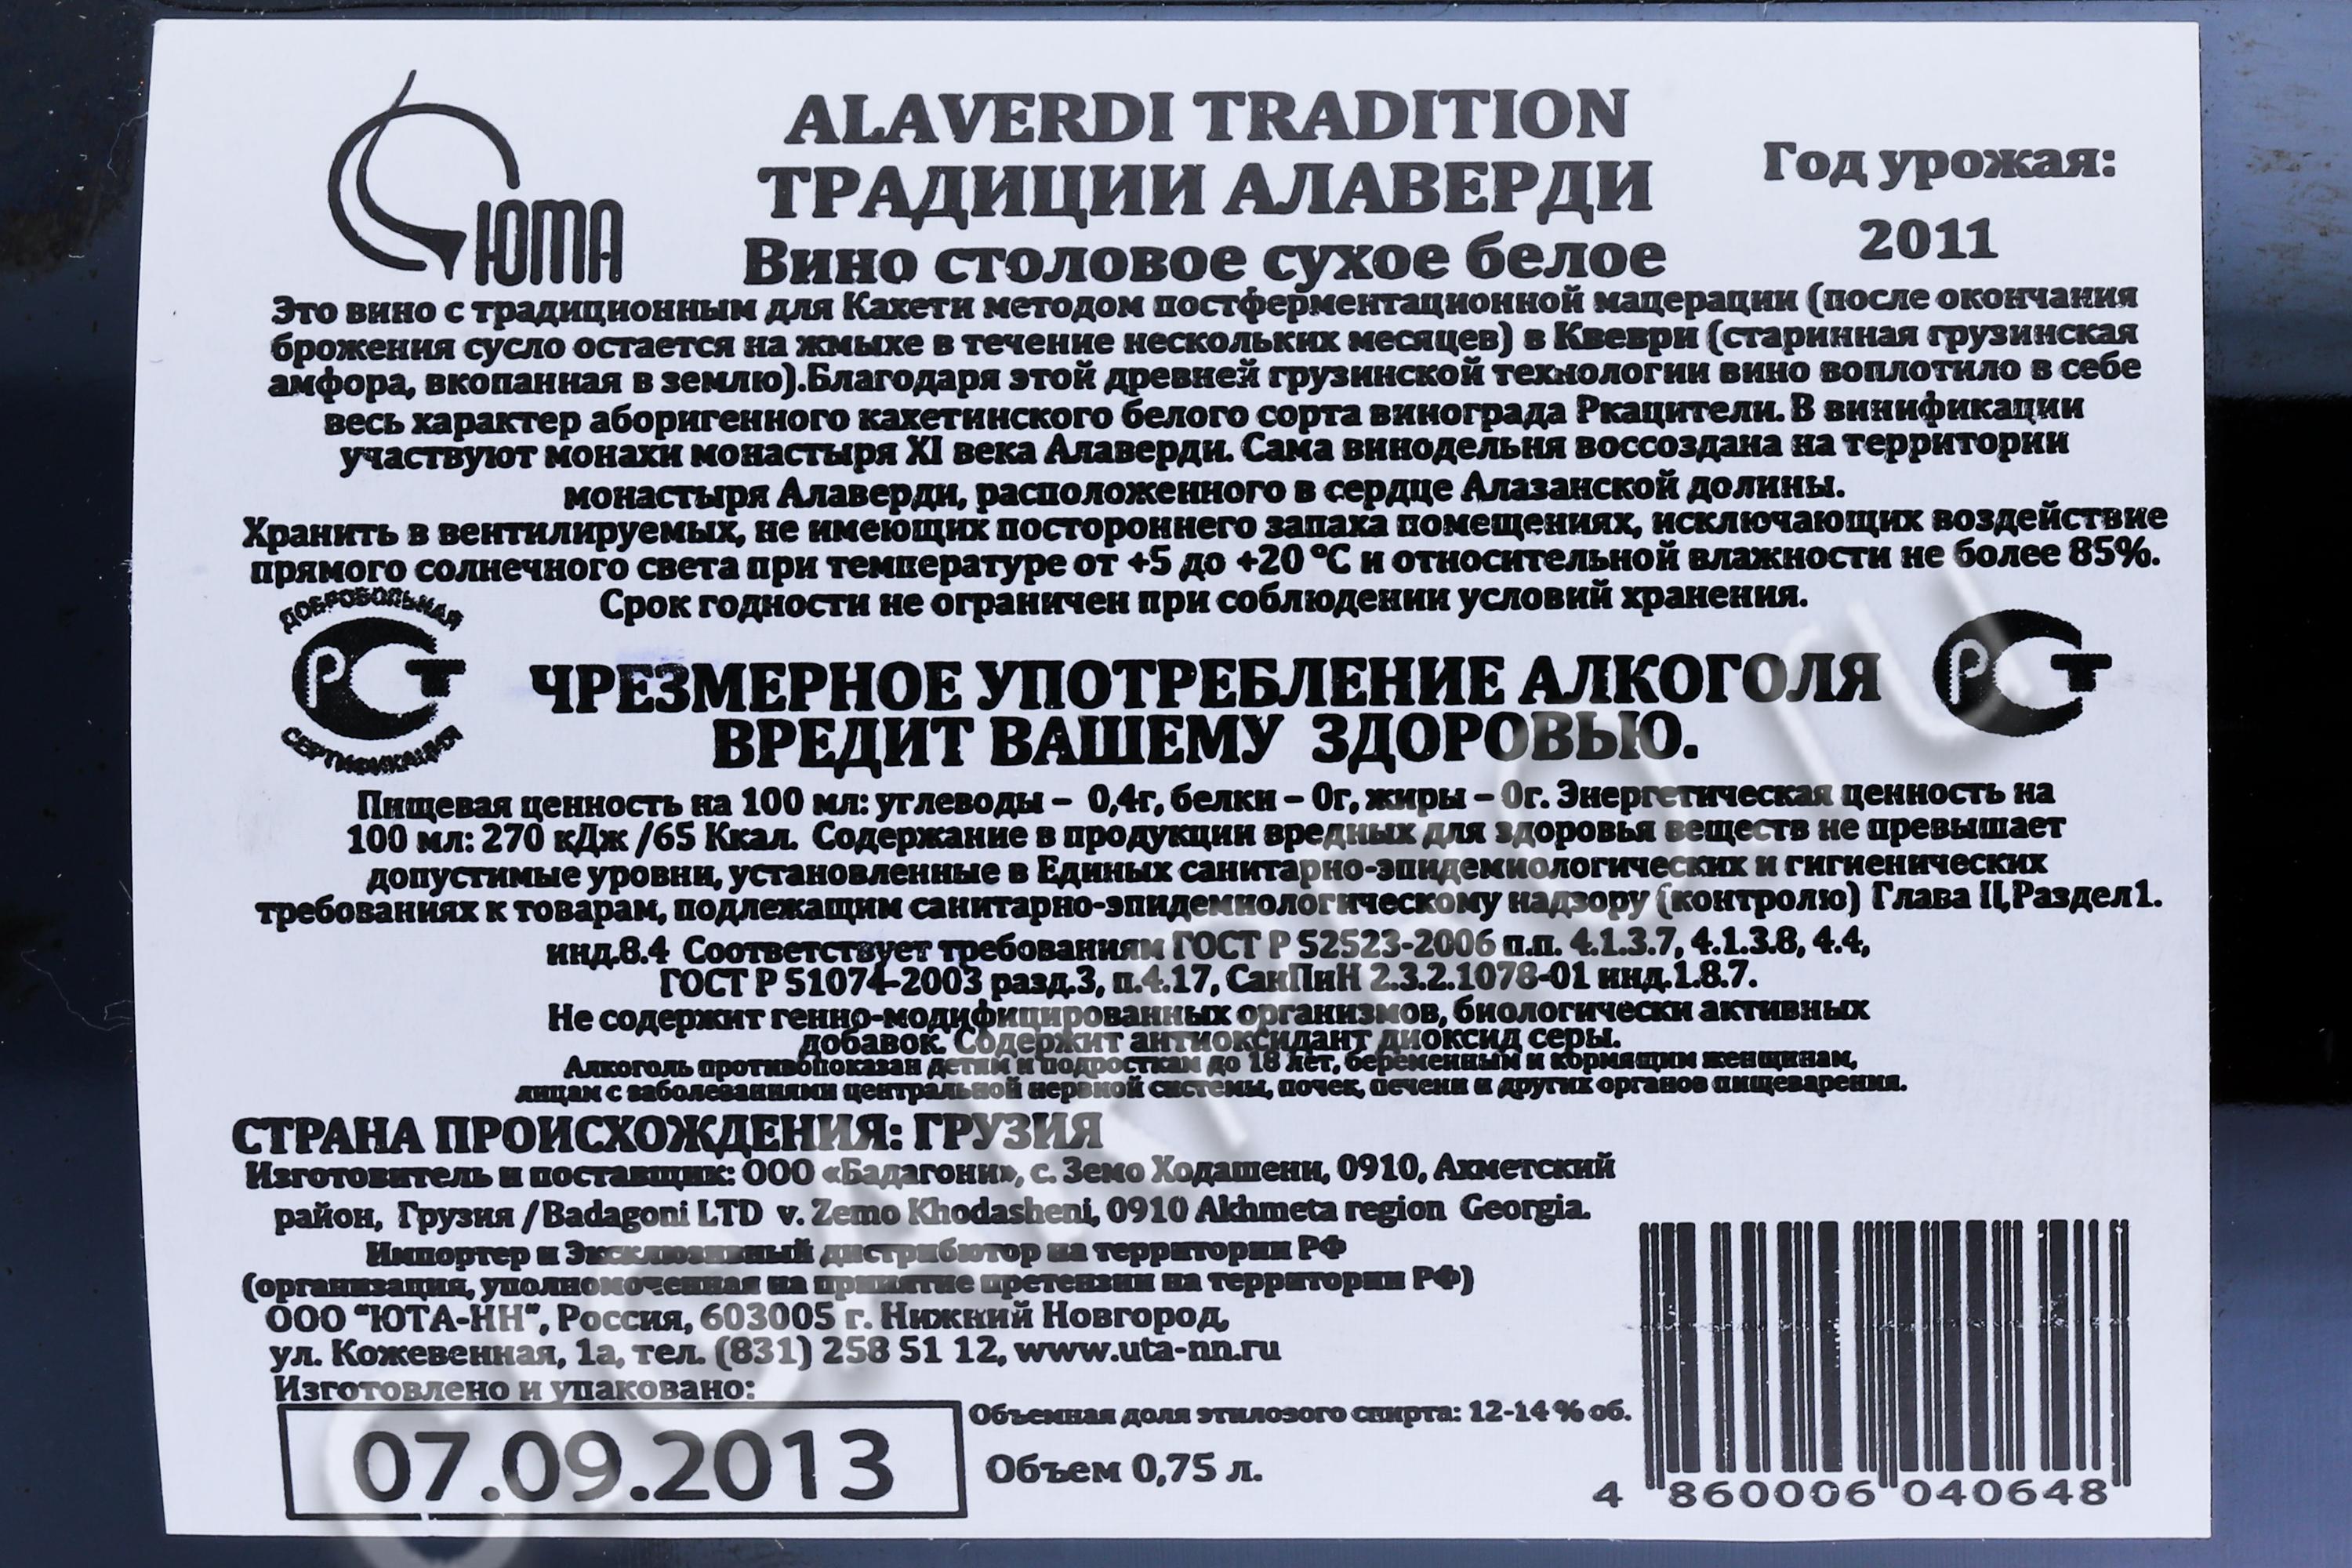 ЮТА
ALAVERDI TRADITION
ТРАДИЦИИ АЛАВЕРДИ
Вино столовое сухое белое
Год урожая:
2011
Это вино с традиционным для Кахети методом постферментационной мацерации (после окончания
брожения сусло остается на жмыхе в течение нескольких месяцев) в Квеври (старинная грузинская
амфора, вкопанная в землю).Благодаря этой древней грузинской технологии вино воплотило в себе
весь характер аборигенного кахетинского белого сорта винограда Ркацители. В винификации
участвуют монахи монастыря XI века Алаверди. Сама винодельня воссоздана на территории
монастыря Алаверди, расположенного в сердце Алазанской долины.
Хранить в вентилируемых, не имеющих постороннего запаха помещениях, исключающих воздействие
прямого солнечного света при температуре от +5 до +20 °C и относительной влажности не более 85%.
Срок годности не ограничен при соблюдении условий хранения.
ДОБРОВОЛЬНАЯ
РСТ
СЕРТИФИКАЦИЯ
ЧРЕЗМЕРНОЕ УПОТРЕБЛЕНИЕ АЛКОГОЛЯ
ВРЕДИТ ВАШЕМУ ЗДОРОВЬЮ.
РСТ
Пищевая ценность на 100 мл: углеводы – 0,4г, белки – 0г, жиры – 0г. Энергетическая ценность на
100 мл: 270 кДж /65 Ккал. Содержание в продукции вредных для здоровья веществ не превышает
допустимые уровни, установленные в Единых санитарно-эпидемиологических и гигиенических
требованиях к товарам, подлежащим санитарно-эпидемиологическому надзору (контролю) Глава II,Раздел1.
инд.8.4 Соответствует требованиям ГОСТ Р 52523-2006 п.п. 4.1.3.7, 4.1.3.8, 4.4,
ГОСТ Р 51074-2003 разд.3, п.4.17, СанПиН 2.3.2.1078-01 инд.1.8.7.
Не содержит генно-модифицированных организмов, биологически активных
добавок. Содержит антиоксидант диоксид серы.
Алкоголь противопоказан детям и подросткам до 18 лет, беременным и кормящим женщинам,
лицам с заболеваниями центральной нервной системы, почек, печени и других органов пищеварения.
СТРАНА ПРОИСХОЖДЕНИЯ: ГРУЗИЯ
Изготовитель и поставщик: ООО «Бадагони», с. Земо Ходашени, 0910, Ахметский
район, Грузия / Badagoni LTD v. Zemo Khodasheni, 0910 Akhmeta region Georgia.
Импортер и Эксклюзивный дистрибютор на территории РФ
(организация, уполномоченная на принятие претензии на территории РФ)
ООО "ЮТА-НН", Россия, 603005 г. Нижний Новгород,
ул. Кожевенная, 1а, тел. (831) 258 51 12, www.uta-nn.ru
Изготовлено и упаковано:
07.09.2013
Объемная доля этилового спирта: 12-14 % об.
Объем 0,75 л.
4 860006 040648